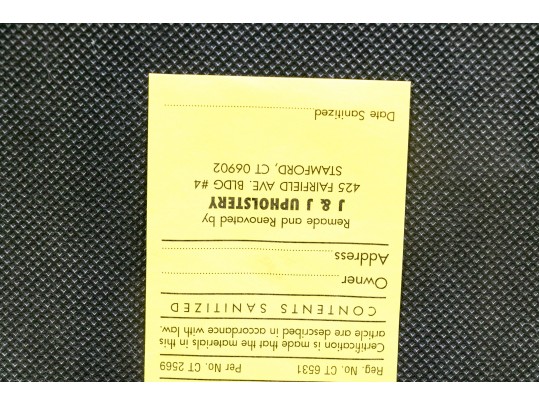 Reg. No. CT 6531 Per No. CT 2569
Certification is made that the materials in this
article are described in accordance with law.
CONTENTS SANITIZED
Owner
Address
Remade and Renovated by
J & J UPHOLSTERY
425 FAIRFIELD AVE. BLDG #4
STAMFORD, CT 06902
Date Sanitized